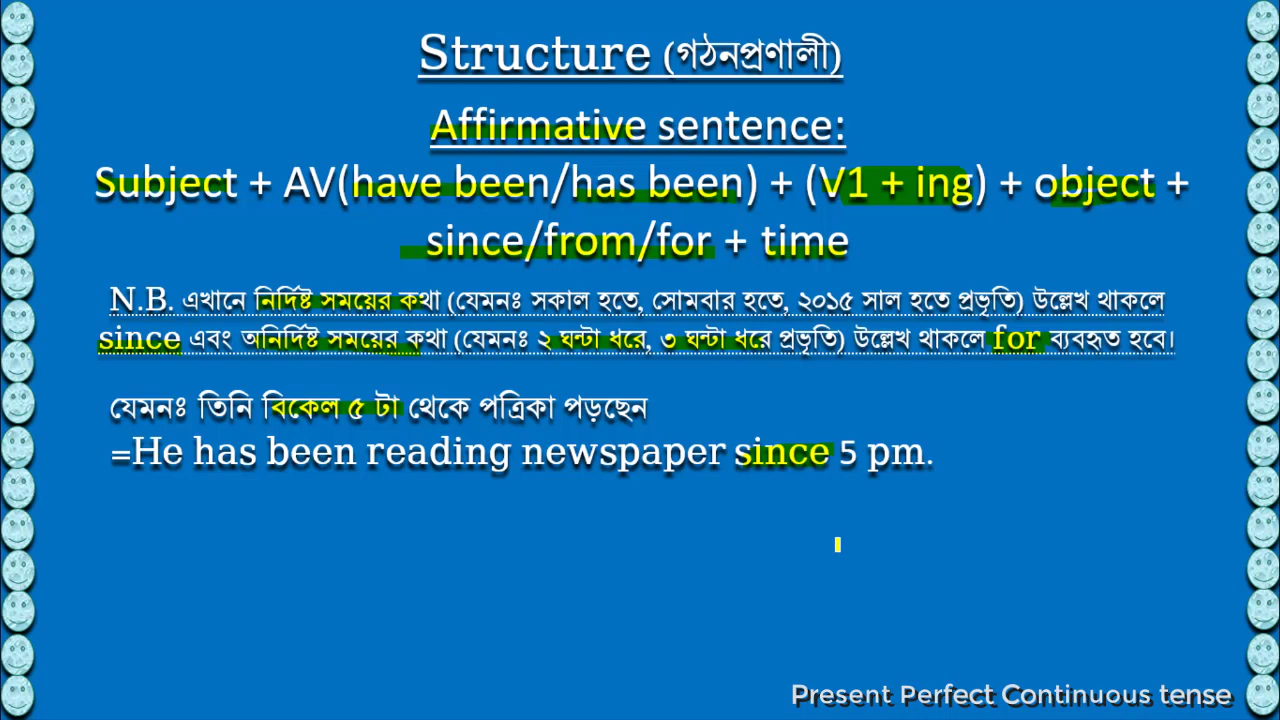 Structure (গঠনপ্রণালী)
Affirmative sentence:
Subject + AV(have been/has been) + (V1 + ing) + object +
since/from/for + time
N.B. এখানে নির্দিষ্ট সময়ের কথা (যেমনঃ সকাল হতে, সোমবার হতে, ২০১৫ সাল হতে প্রভৃতি) উল্লেখ থাকলে
since এবং অনির্দিষ্ট সময়ের কথা (যেমনঃ ২ ঘন্টা ধরে, ৩ ঘন্টা ধরে প্রভৃতি) উল্লেখ থাকলে for ব্যবহৃত হবে।
যেমনঃ তিনি বিকেল ৫ টা থেকে পত্রিকা পড়ছেন
=He has been reading newspaper since 5 pm.
Present Perfect Continuous tense